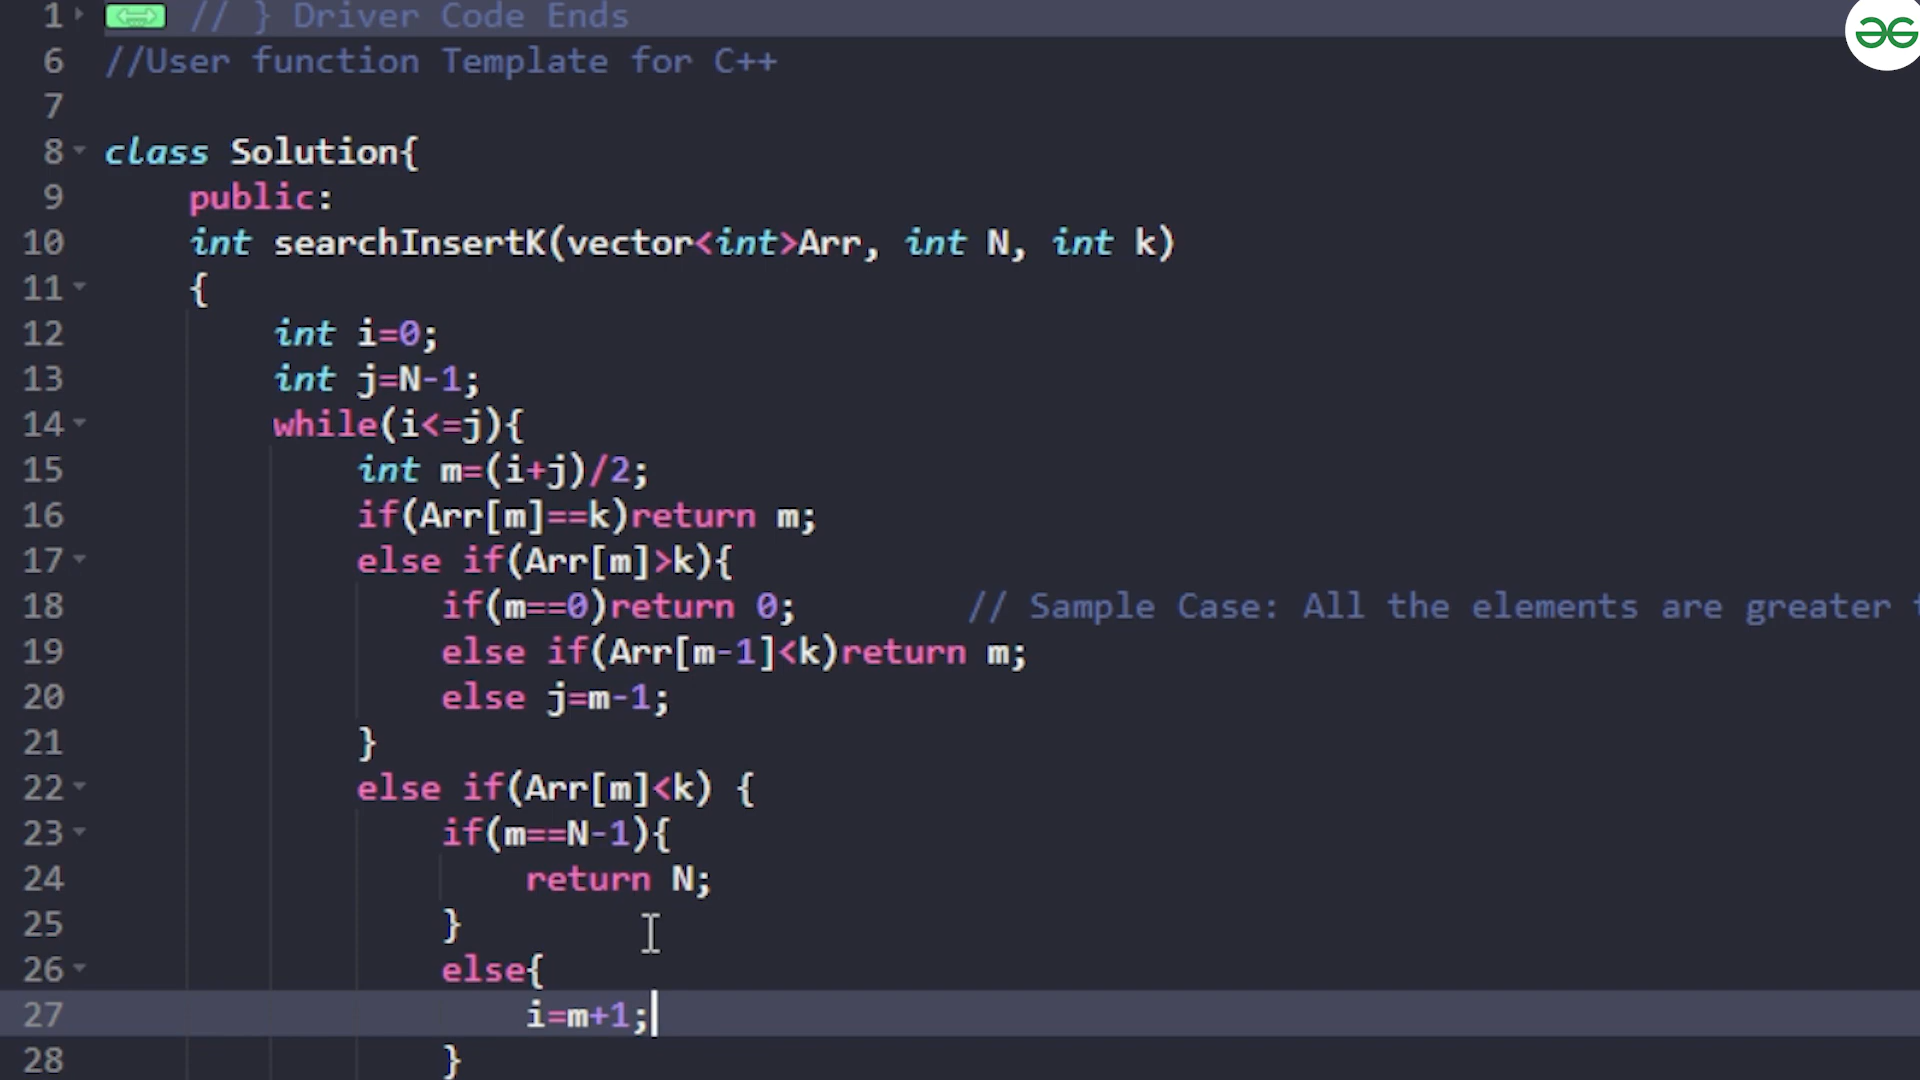 1 // } Driver Code Ends
6 //User function Template for C++
7
8 class Solution{
9 public:
10 int searchInsertK(vector<int>Arr, int N, int k)
11 {
12 int i=0;
13 int j=N-1;
14 while(i<=j){
15 int m=(i+j)/2;
16 if(Arr[m]==k)return m;
17 else if(Arr[m]>k){
18 if(m==0)return 0; // Sample Case: All the elements are greater
19 else if(Arr[m-1]<k)return m;
20 else j=m-1;
21 }
22 else if(Arr[m]<k) {
23 if(m==N-1){
24 return N;
25 }
26 else{
27 i=m+1;
28 }